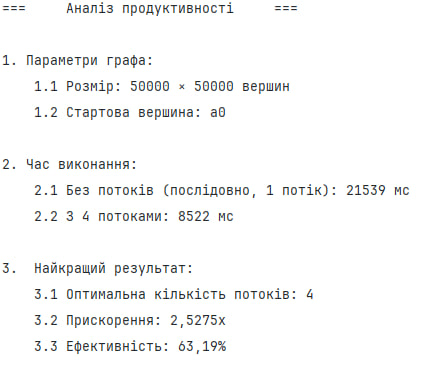 ===     Аналіз продуктивності     ===
1. Параметри графа:
1.1 Розмір: 50000 × 50000 вершин
1.2 Стартова вершина: a0
2. Час виконання:
2.1 Без потоків (послідовно, 1 потік): 21539 мс
2.2 З 4 потоками: 8522 мс
3.  Найкращий результат:
3.1 Оптимальна кількість потоків: 4
3.2 Прискорення: 2,5275x
3.3 Ефективність: 63,19%